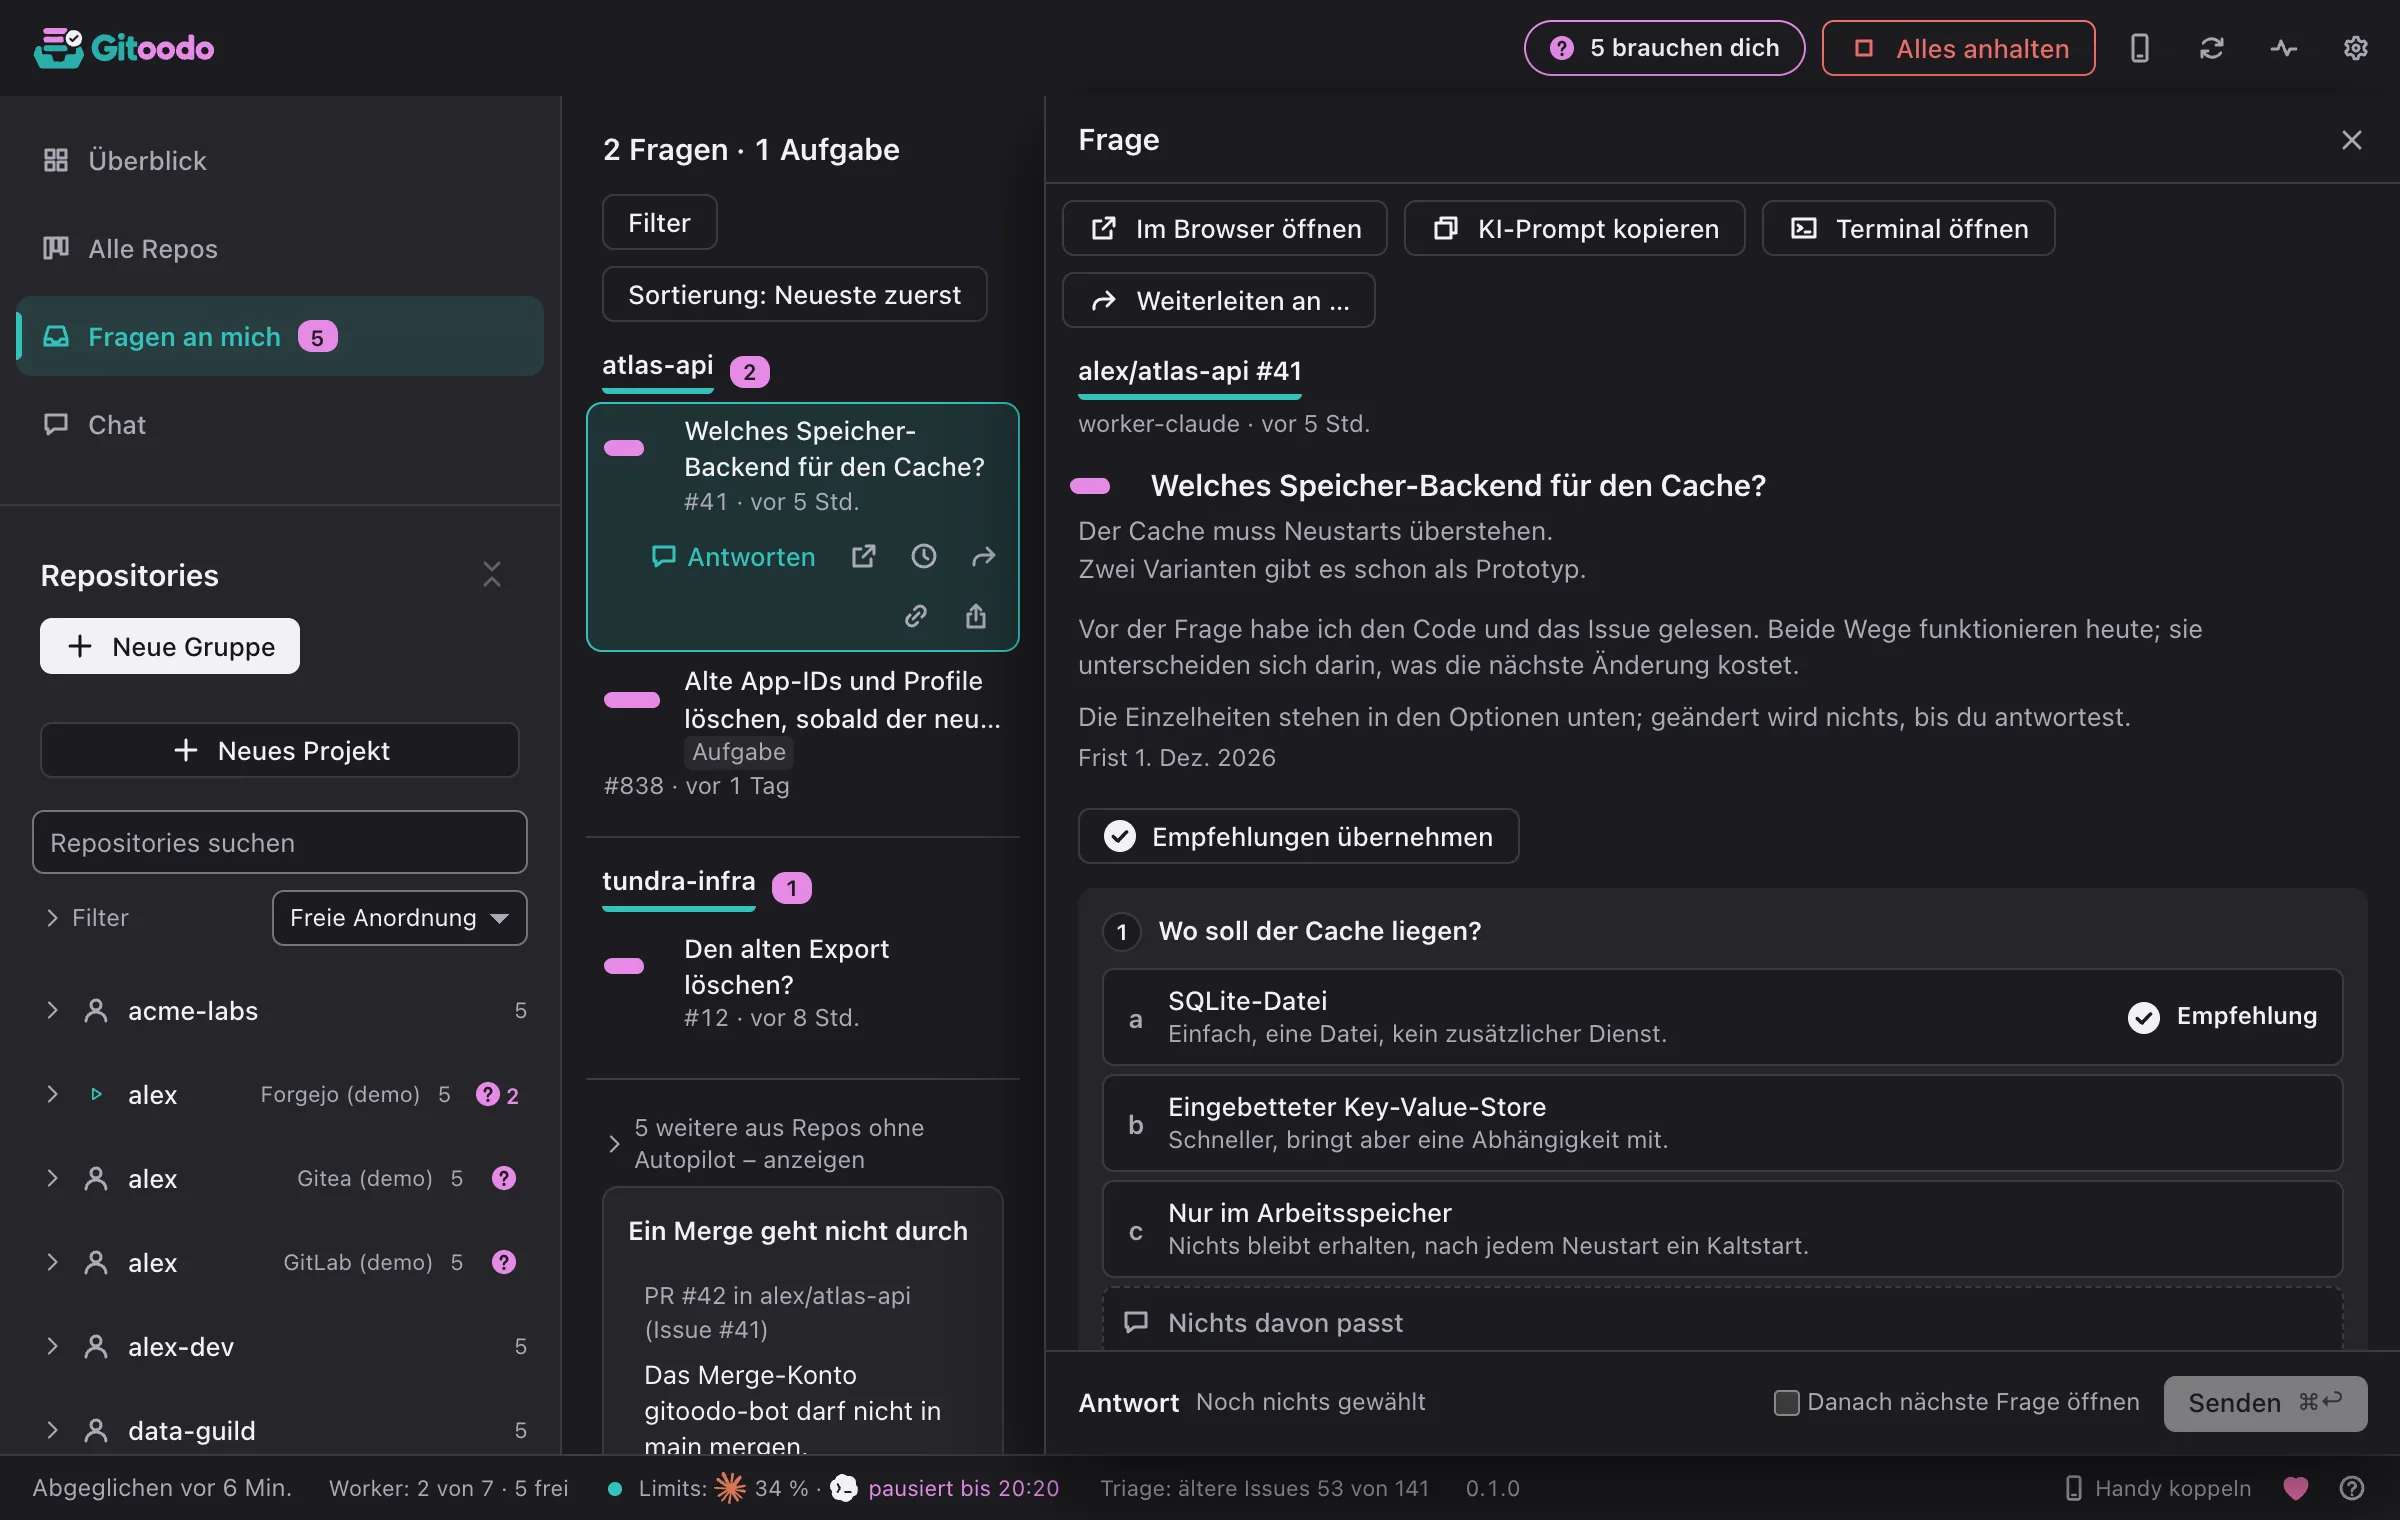 Gitoodo
5 brauchen dich
Alles anhalten
Überblick
Alle Repos
Fragen an mich 5
Chat
Repositories
Neue Gruppe
Neues Projekt
Repositories suchen
Filter
Freie Anordnung
acme-labs 5
alex Forgejo (demo) 5 ? 2
alex Gitea (demo) 5 ?
alex GitLab (demo) 5 ?
alex-dev 5
data-guild 5
2 Fragen · 1 Aufgabe
Filter
Sortierung: Neueste zuerst
atlas-api 2
Welches Speicher-
Backend für den Cache?
#41 · vor 5 Std.
Antworten
Alte App-IDs und Profile
löschen, sobald der neu...
Aufgabe
#838 · vor 1 Tag
tundra-infra 1
Den alten Export
löschen?
#12 · vor 8 Std.
5 weitere aus Repos ohne
Autopilot – anzeigen
Ein Merge geht nicht durch
PR #42 in alex/atlas-api
(Issue #41)
Das Merge-Konto
gitoodo-bot darf nicht in
main mergen.
Frage
Im Browser öffnen
KI-Prompt kopieren
Terminal öffnen
Weiterleiten an ...
alex/atlas-api #41
worker-claude · vor 5 Std.
Welches Speicher-Backend für den Cache?
Der Cache muss Neustarts überstehen.
Zwei Varianten gibt es schon als Prototyp.
Vor der Frage habe ich den Code und das Issue gelesen. Beide Wege funktionieren heute; sie
unterscheiden sich darin, was die nächste Änderung kostet.
Die Einzelheiten stehen in den Optionen unten; geändert wird nichts, bis du antwortest.
Frist 1. Dez. 2026
Empfehlungen übernehmen
1 Wo soll der Cache liegen?
a SQLite-Datei
Einfach, eine Datei, kein zusätzlicher Dienst.
Empfehlung
b Eingebetteter Key-Value-Store
Schneller, bringt aber eine Abhängigkeit mit.
c Nur im Arbeitsspeicher
Nichts bleibt erhalten, nach jedem Neustart ein Kaltstart.
Nichts davon passt
Antwort Noch nichts gewählt
Danach nächste Frage öffnen
Senden ⌘↩
Abgeglichen vor 6 Min.
Worker: 2 von 7 · 5 frei
Limits: 34 % · pausiert bis 20:20
Triage: ältere Issues 53 von 141
0.1.0
Handy koppeln